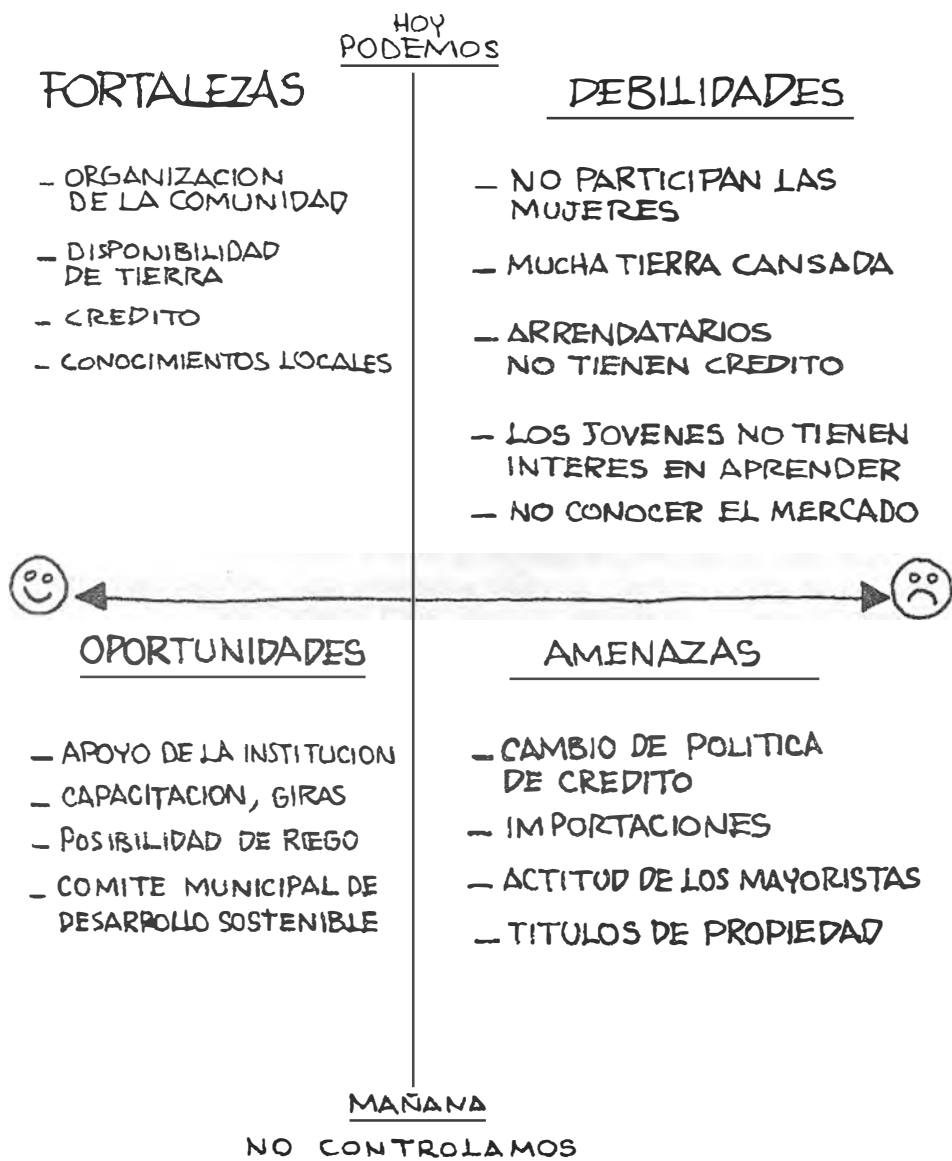 HOY
PODEMOS
FORTALEZAS
- ORGANIZACION
DE LA COMUNIDAD
- DISPONIBILIDAD
DE TIERRA
- CREDITO
- CONOCIMIENTOS LOCALES
DEBILIDADES
- NO PARTICIPAN LAS
MUJERES
- MUCHA TIERRA CANSADA
- ARRENDATARIOS
NO TIENEN CREDITO
- LOS JOVENES NO TIENEN
INTERES EN APRENDER
- NO CONOCER EL MERCADO
OPORTUNIDADES
- APOYO DE LA INSTITUCION
- CAPACITACION, GIRAS
- POSIBILIDAD DE RIEGO
- COMITE MUNICIPAL DE
DESARROLLO SOSTENIBLE
AMENAZAS
- CAMBIO DE POLITICA
DE CREDITO
- IMPORTACIONES
- ACTITUD DE LOS MAYORISTAS
- TITULOS DE PROPIEDAD
MAÑANA
NO CONTROLAMOS